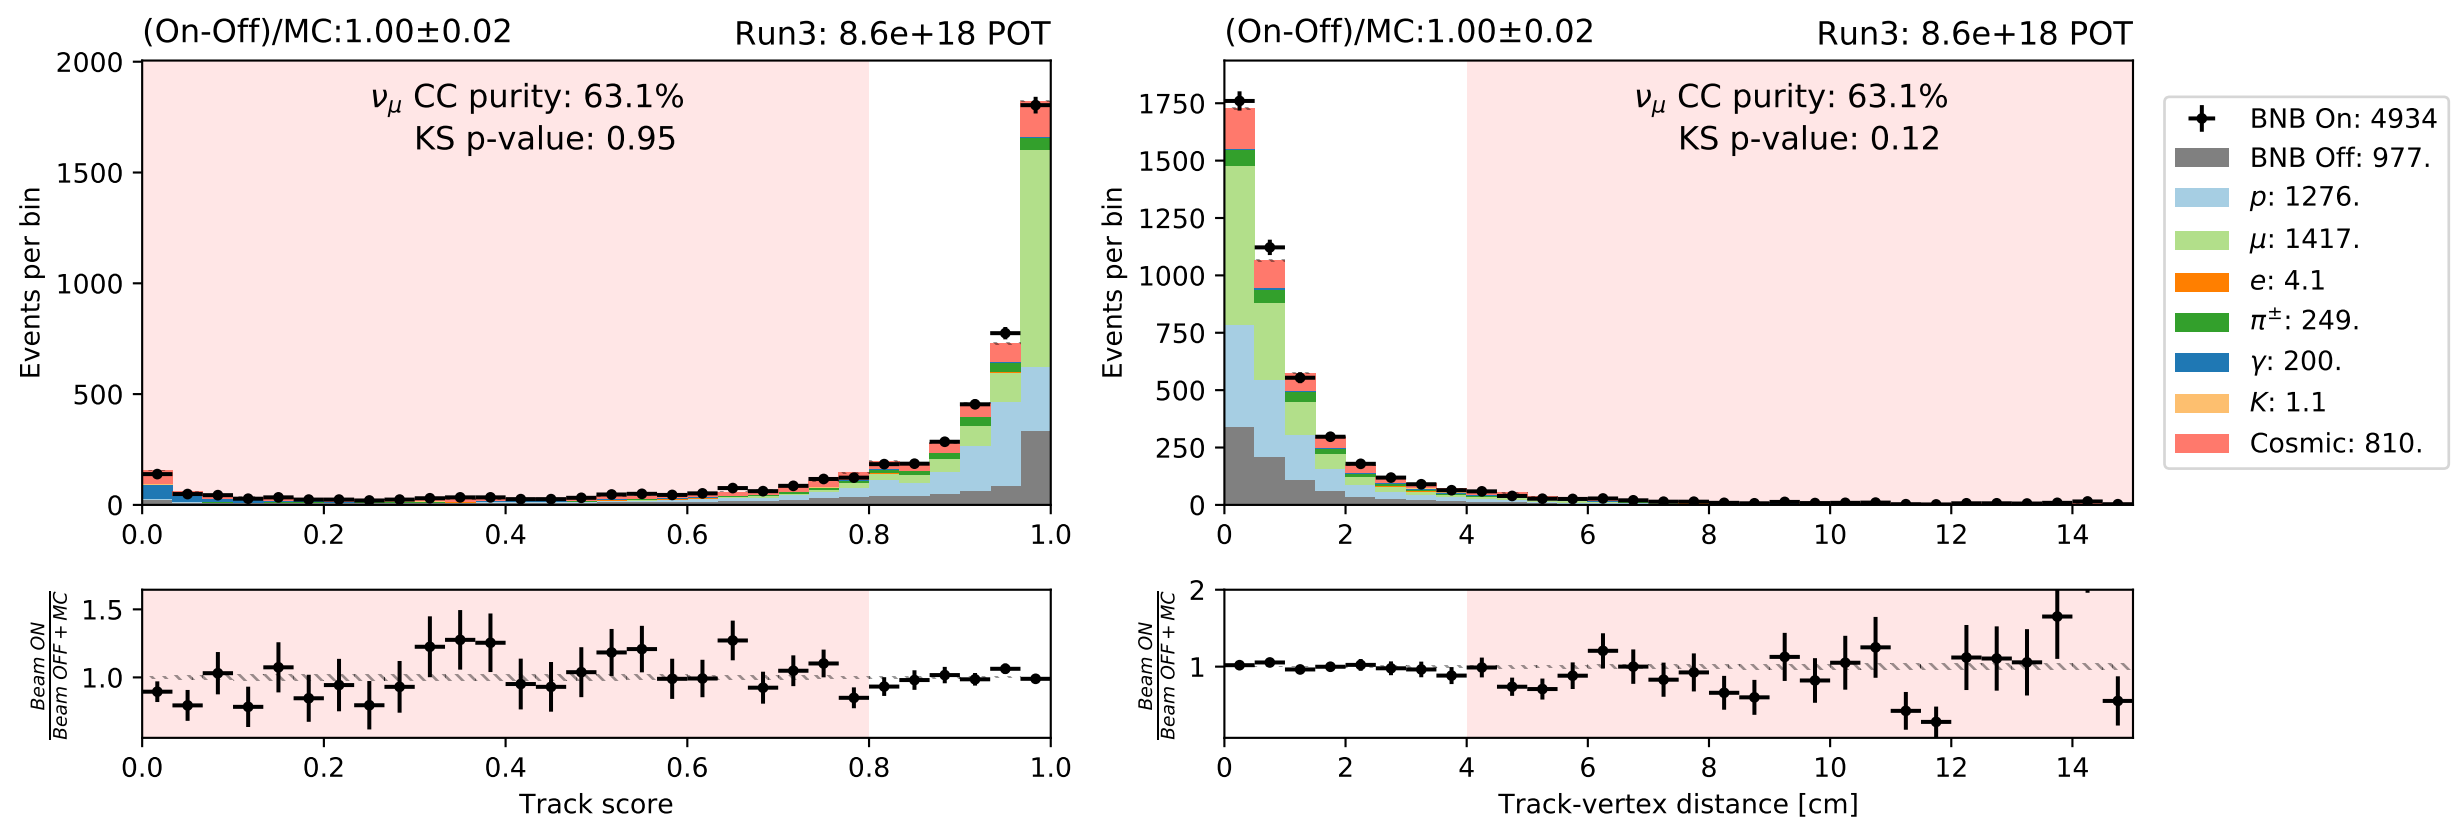 (On-Off)/MC:1.00±0.02
Run3: 8.6e+18 POT
ν_μ CC purity: 63.1%
KS p-value: 0.95
Events per bin
2000
1500
1000
500
0
0.0 0.2 0.4 0.6 0.8 1.0
Beam ON
Beam OFF + MC
1.5
1.0
0.0 0.2 0.4 0.6 0.8 1.0
Track score
(On-Off)/MC:1.00±0.02
Run3: 8.6e+18 POT
ν_μ CC purity: 63.1%
KS p-value: 0.12
Events per bin
1750
1500
1250
1000
750
500
250
0
0 2 4 6 8 10 12 14
Beam ON
Beam OFF + MC
2
1
0 2 4 6 8 10 12 14
Track-vertex distance [cm]
BNB On: 4934
BNB Off: 977.
p: 1276.
μ: 1417.
e: 4.1
π±: 249.
γ: 200.
K: 1.1
Cosmic: 810.